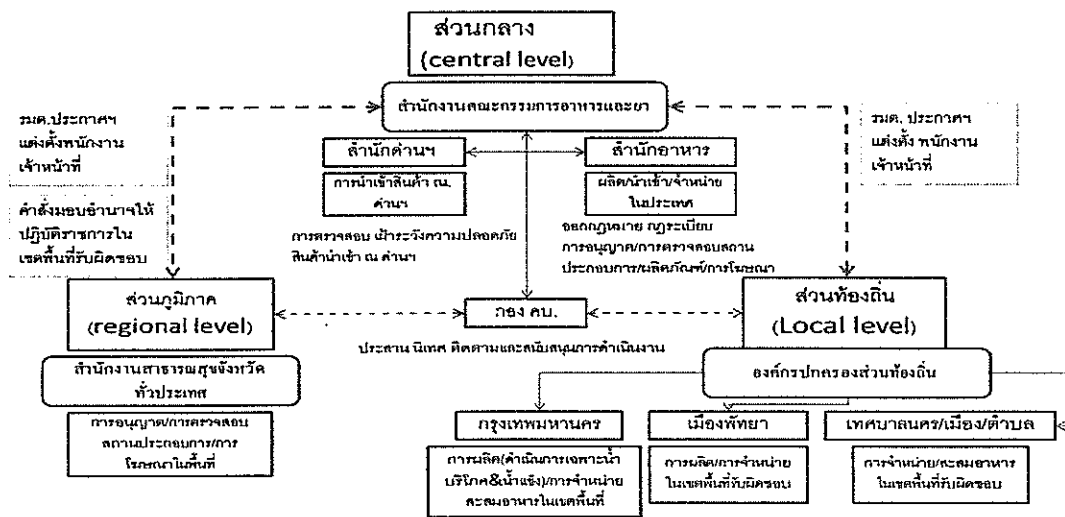 ส่วนกลาง
(central level)
สำนักงานคณะกรรมการอาหารและยา
รมต.ประกาศฯ
แต่งตั้งพนักงาน
เจ้าหน้าที่
รมต. ประกาศฯ
แต่งตั้ง พนักงาน
เจ้าหน้าที่
สำนักด่านฯ
สำนักอาหาร
การนำเข้าสินค้า ณ.
ด่านฯ
ผลิต/นำเข้า/จำหน่าย
ในประเทศ
คำสั่งมอบอำนาจให้
ปฏิบัติราชการใน
เขตพื้นที่รับผิดชอบ
การตรวจสอบ เฝ้าระวังความปลอดภัย
สินค้านำเข้า ณ ด่านฯ
ออกกฎหมาย กฎระเบียบ
การอนุญาต/การตรวจสอบสถาน
ประกอบการ/ผลิตภัณฑ์/การโฆษณา
ส่วนภูมิภาค
(regional level)
กอง คบ.
ส่วนท้องถิ่น
(Local level)
ประสาน นิเทศ ติดตามและสนับสนุนการดำเนินงาน
สำนักงานสาธารณสุขจังหวัด
ทั่วประเทศ
องค์กรปกครองส่วนท้องถิ่น
การอนุญาต/การตรวจสอบ
สถานประกอบการ/การ
โฆษณาในพื้นที่
กรุงเทพมหานคร
เมืองพัทยา
เทศบาลนคร/เมือง/ตำบล
การผลิต(ดำเนินการเฉพาะน้ำ
บริโภค&น้ำแข็ง)/การจำหน่าย
สะสมอาหารในเขตพื้นที่
การผลิต/การจำหน่าย
ในเขตพื้นที่รับผิดชอบ
การจำหน่าย/สะสมอาหาร
ในเขตพื้นที่รับผิดชอบ